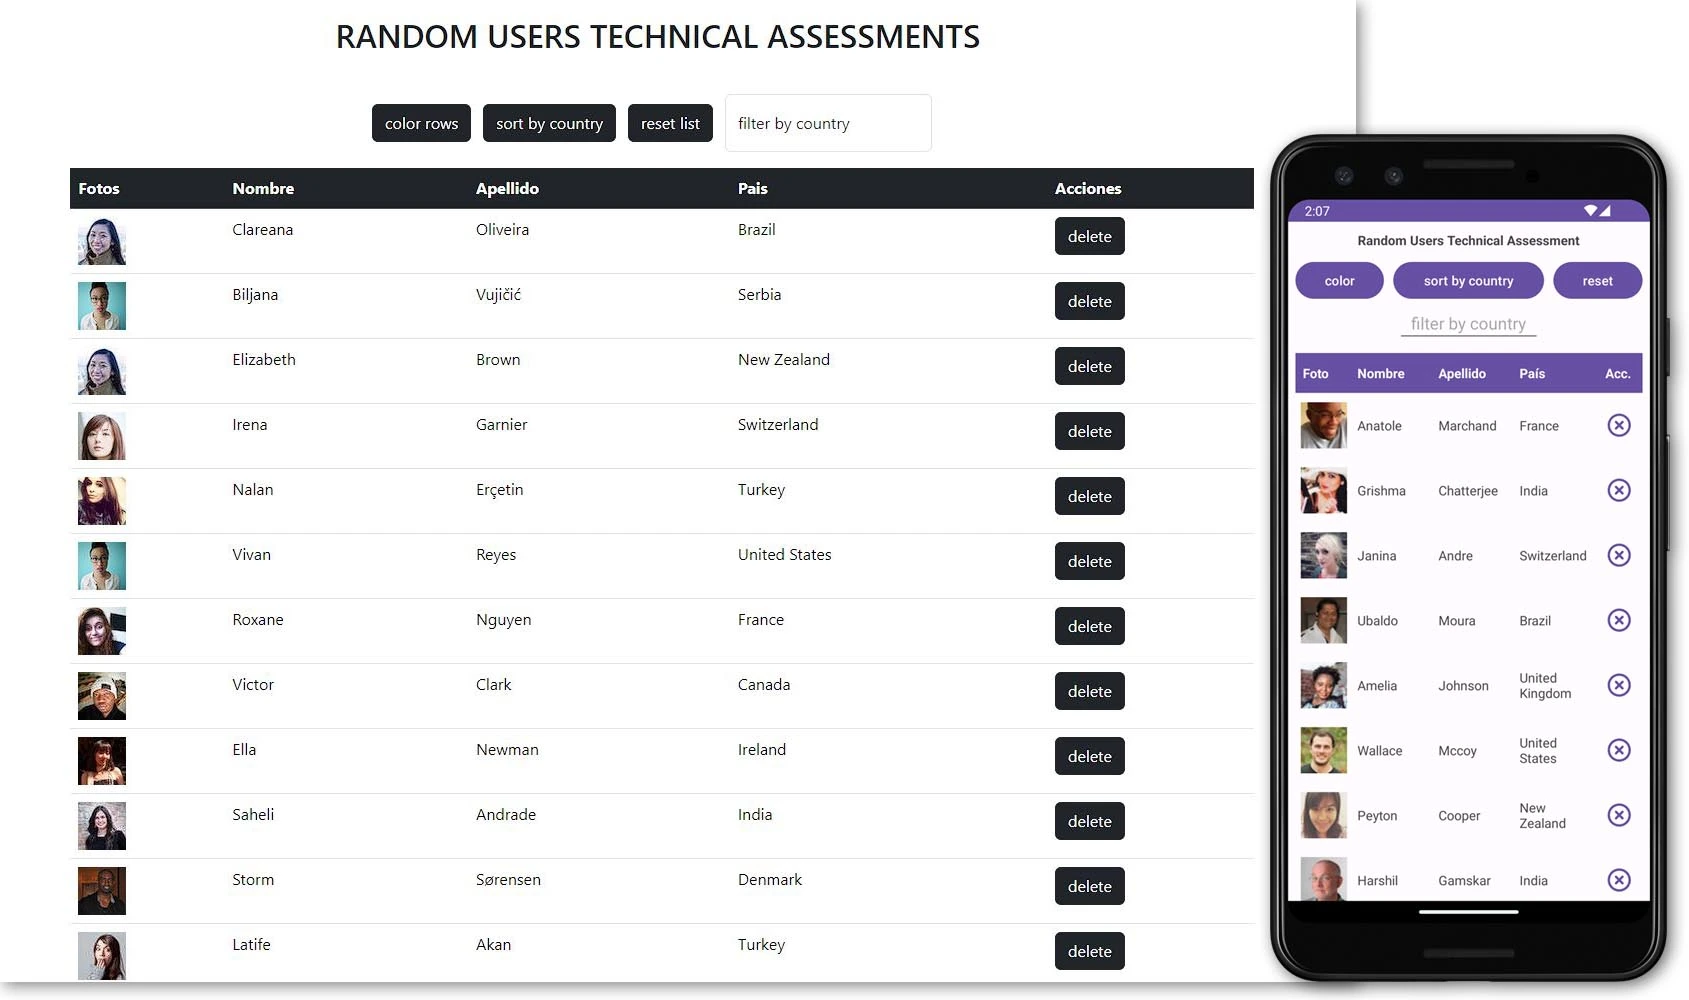 RANDOM USERS TECHNICAL ASSESSMENTS
color rows sort by country reset list filter by country
Fotos Nombre Apellido Pais Acciones
Clareana Oliveira Brazil delete
Biljana Vujičić Serbia delete
Elizabeth Brown New Zealand delete
Irena Garnier Switzerland delete
Nalan Erçetin Turkey delete
Vivan Reyes United States delete
Roxane Nguyen France delete
Victor Clark Canada delete
Ella Newman Ireland delete
Saheli Andrade India delete
Storm Sørensen Denmark delete
Latife Akan Turkey delete
2:07
Random Users Technical Assessment
color sort by country reset
filter by country
Foto Nombre Apellido País Acc.
Anatole Marchand France
Grishma Chatterjee India
Janina Andre Switzerland
Ubaldo Moura Brazil
Amelia Johnson United
Kingdom
Wallace Mccoy United
States
Peyton Cooper New
Zealand
Harshil Gamskar India